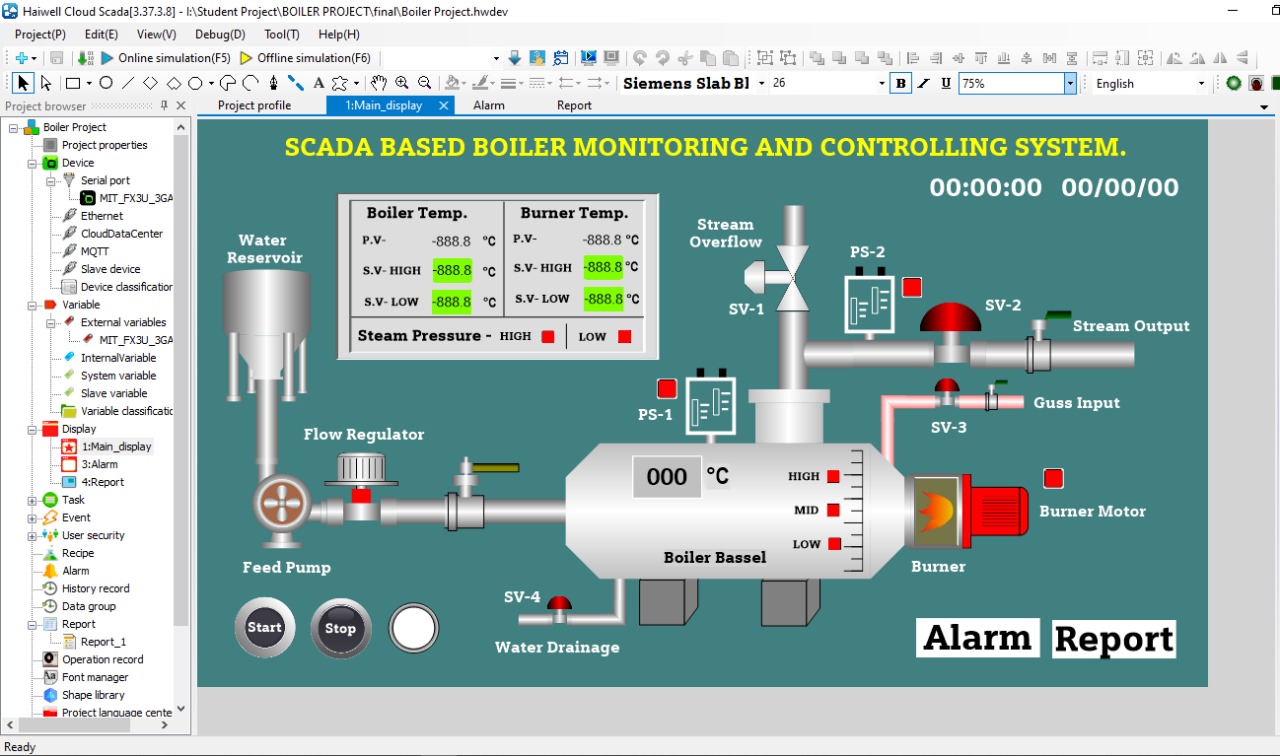 Haiwell Cloud Scada[3.37.3.8] - I:\Student Project\BOILER PROJECT\final\Boiler Project.hwdev
Project(P) Edit(E) View(V) Debug(D) Tool(T) Help(H)
Online simulation(F5) Offline simulation(F6)
A Siemens Slab Bl 26 B U 75% English
Project browser
Project profile 1:Main_display Alarm Report
Boiler Project
Project properties
Device
Serial port
MIT_FX3U_3GA
Ethernet
CloudDataCenter
MQTT
Slave device
Device classification
Variable
External variables
MIT_FX3U_3GA
InternalVariable
System variable
Slave variable
Variable classificatic
Display
1:Main_display
3:Alarm
4:Report
Task
Event
User security
Recipe
Alarm
History record
Data group
Report
Report_1
Operation record
Font manager
Shape library
Project language cente
SCADA BASED BOILER MONITORING AND CONTROLLING SYSTEM.
00:00:00 00/00/00
Boiler Temp. Burner Temp.
P.V- -888.8 °C P.V- -888.8 °C
S.V- HIGH -888.8 °C S.V- HIGH -888.8 °C
S.V- LOW -888.8 °C S.V- LOW -888.8 °C
Steam Pressure - HIGH LOW
Water
Reservoir
Stream
Overflow
SV-1
PS-2
SV-2
Stream Output
PS-1
Guss Input
SV-3
Flow Regulator
000 °C
HIGH
MID
LOW
Boiler Bassel
Burner Motor
Burner
Feed Pump
SV-4
Water Drainage
Start Stop
Alarm Report
Ready